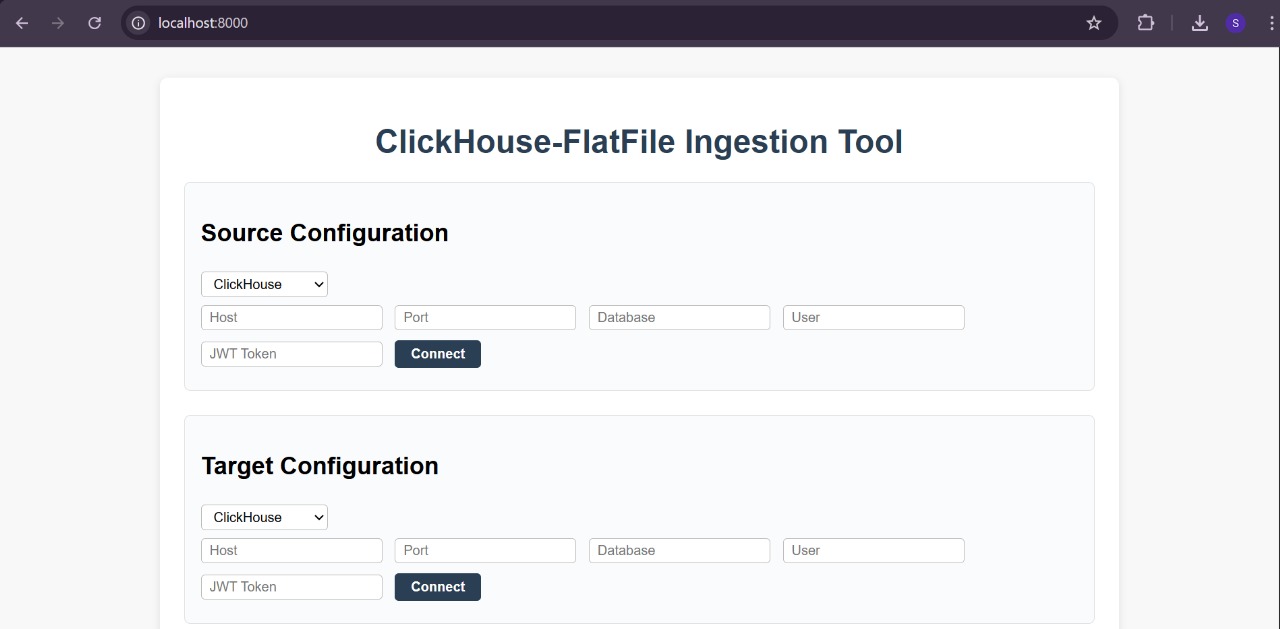 localhost:8000
S
ClickHouse-FlatFile Ingestion Tool
Source Configuration
ClickHouse
Host Port Database User
JWT Token Connect
Target Configuration
ClickHouse
Host Port Database User
JWT Token Connect